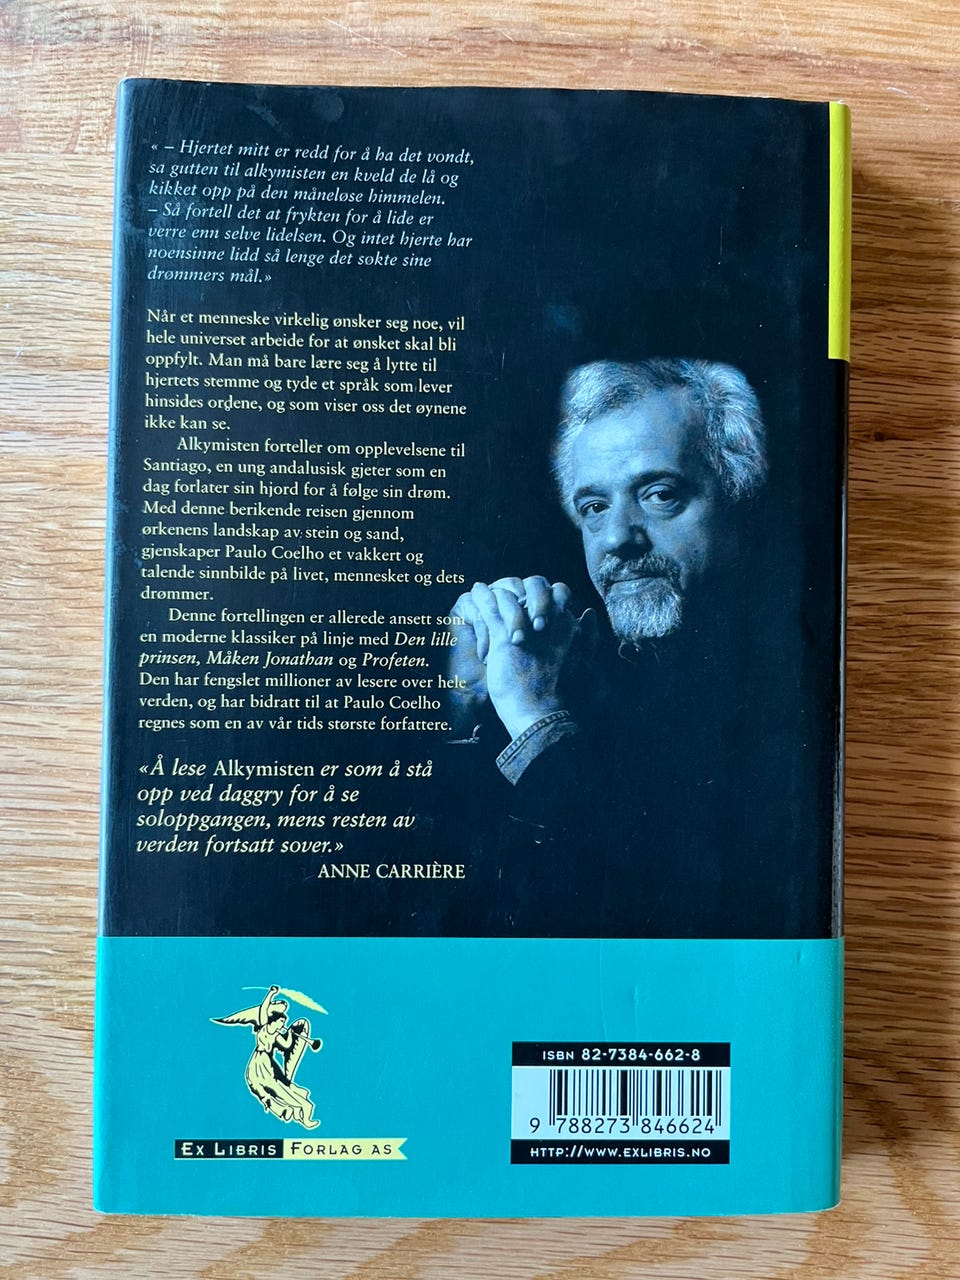 « – Hjertet mitt er redd for å ha det vondt,
sa gutten til alkymisten en kveld de lå og
kikket opp på den måneløse himmelen.
– Så fortell det at frykten for å lide er
verre enn selve lidelsen. Og intet hjerte har
noensinne lidd så lenge det søkte sine
drømmers mål.»
Når et menneske virkelig ønsker seg noe, vil
hele universet arbeide for at ønsket skal bli
oppfylt. Man må bare lære seg å lytte til
hjertets stemme og tyde et språk som lever
hinsides ordene, og som viser oss det øynene
ikke kan se.
Alkymisten forteller om opplevelsene til
Santiago, en ung andalusisk gjeter som en
dag forlater sin hjord for å følge sin drøm.
Med denne berikende reisen gjennom
ørkenens landskap av stein og sand,
gjenskaper Paulo Coelho et vakkert og
talende sinnbilde på livet, mennesket og dets
drømmer.
Denne fortellingen er allerede ansett som
en moderne klassiker på linje med Den lille
prinsen, Måken Jonathan og Profeten.
Den har fengslet millioner av lesere over hele
verden, og har bidratt til at Paulo Coelho
regnes som en av vår tids største forfattere.
«Å lese Alkymisten er som å stå
opp ved daggry for å se
soloppgangen, mens resten av
verden fortsatt sover.»
ANNE CARRIÈRE
EX LIBRIS FORLAG AS
ISBN 82-7384-662-8
9 788273 846624
HTTP://WWW.EXLIBRIS.NO